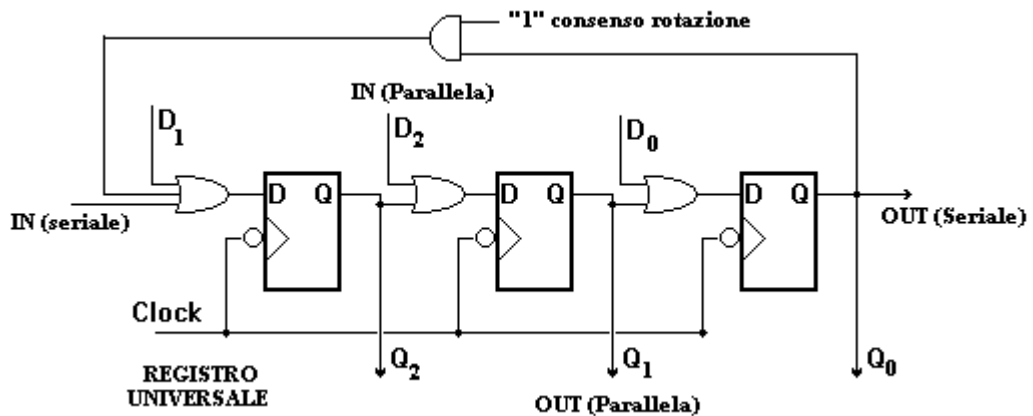 "1" consenso rotazione
IN (Parallela)
D1
D2
D0
D Q
D Q
D Q
IN (seriale)
OUT (Seriale)
Clock
Q2
Q1
Q0
REGISTRO
UNIVERSALE
OUT (Parallela)